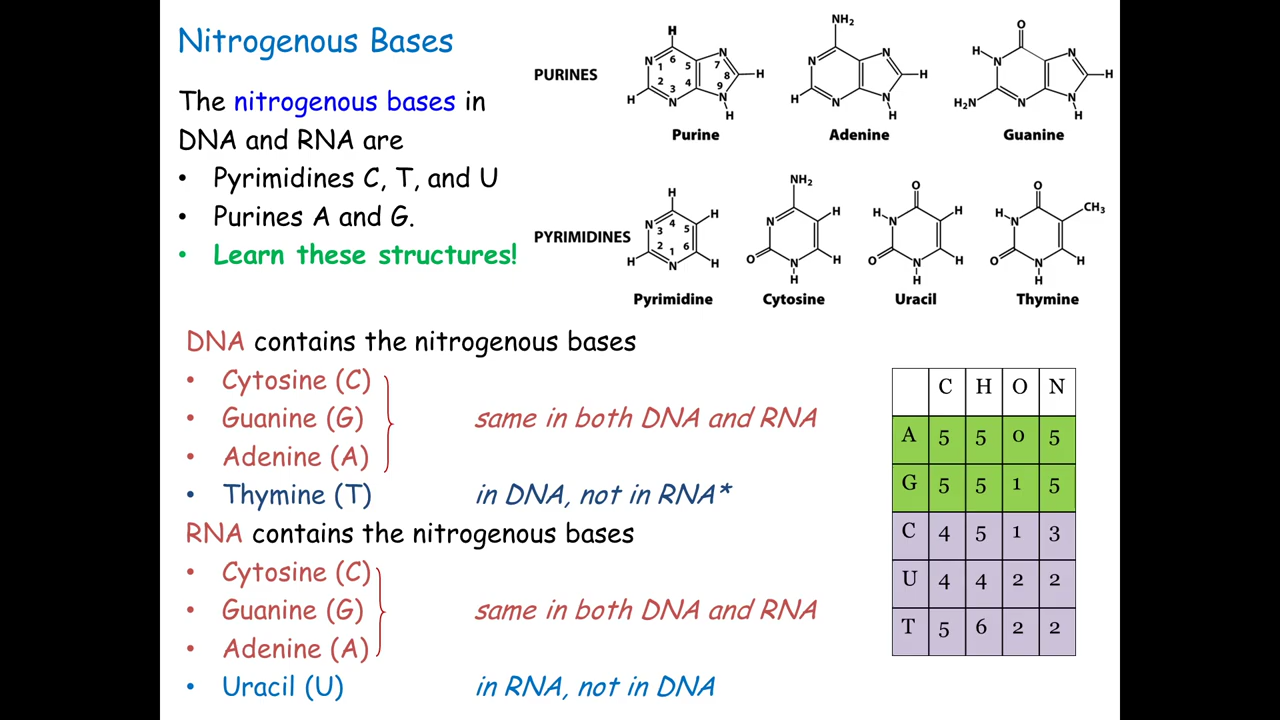 Nitrogenous Bases
The nitrogenous bases in
DNA and RNA are
• Pyrimidines C, T, and U
• Purines A and G.
• Learn these structures!
PURINES
H
N 1 2 3 4 5 6 7 8 9 N
H N N H
H
Purine
NH₂
N N
H N N H
H
Adenine
O
H N N
H₂N N N H
H
Guanine
PYRIMIDINES
H
N 3 4 5 H
H 2 1 6 N H
Pyrimidine
NH₂
N H
O N H
H
Cytosine
O
H N H
O N H
H
Uracil
O
H N CH₃
O N H
H
Thymine
DNA contains the nitrogenous bases
• Cytosine (C)
• Guanine (G) same in both DNA and RNA
• Adenine (A)
• Thymine (T) in DNA, not in RNA*
RNA contains the nitrogenous bases
• Cytosine (C)
• Guanine (G) same in both DNA and RNA
• Adenine (A)
• Uracil (U) in RNA, not in DNA
C H O N
A 5 5 0 5
G 5 5 1 5
C 4 5 1 3
U 4 4 2 2
T 5 6 2 2